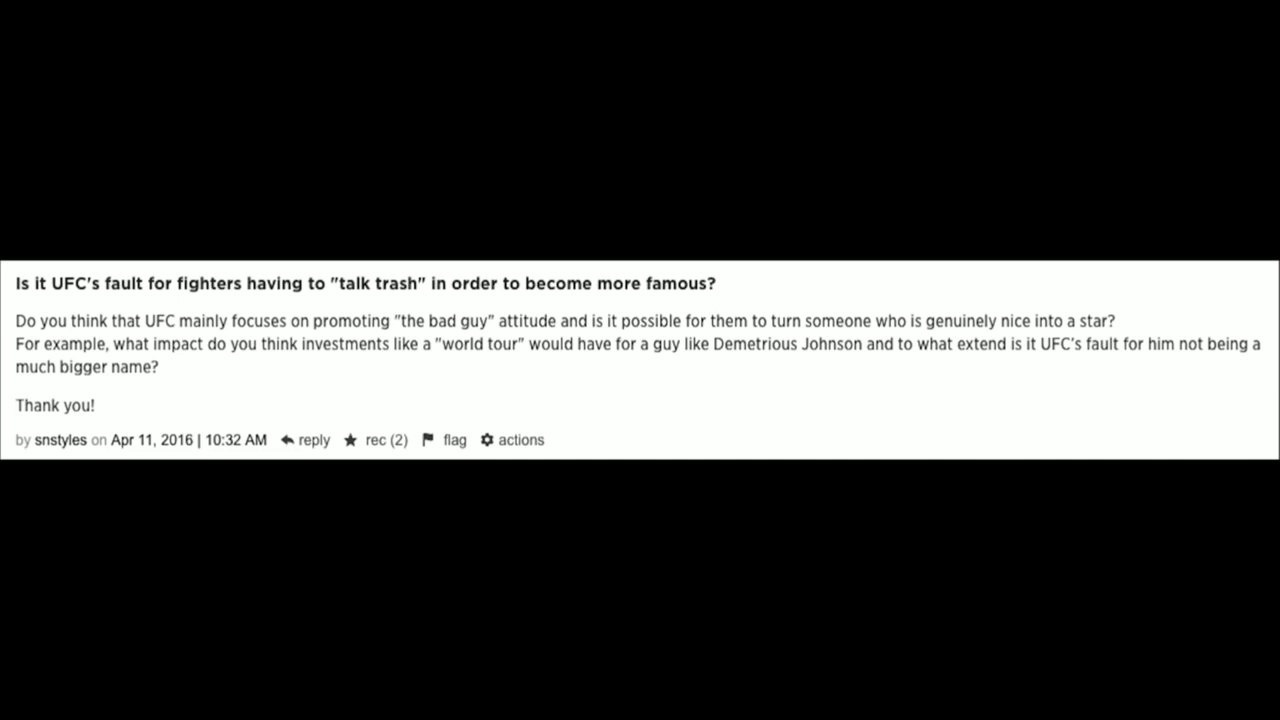 Is it UFC's fault for fighters having to "talk trash" in order to become more famous?
Do you think that UFC mainly focuses on promoting "the bad guy" attitude and is it possible for them to turn someone who is genuinely nice into a star?
For example, what impact do you think investments like a "world tour" would have for a guy like Demetrious Johnson and to what extend is it UFC's fault for him not being a
much bigger name?
Thank you!
by snstyles on Apr 11, 2016 | 10:32 AM reply rec (2) flag actions